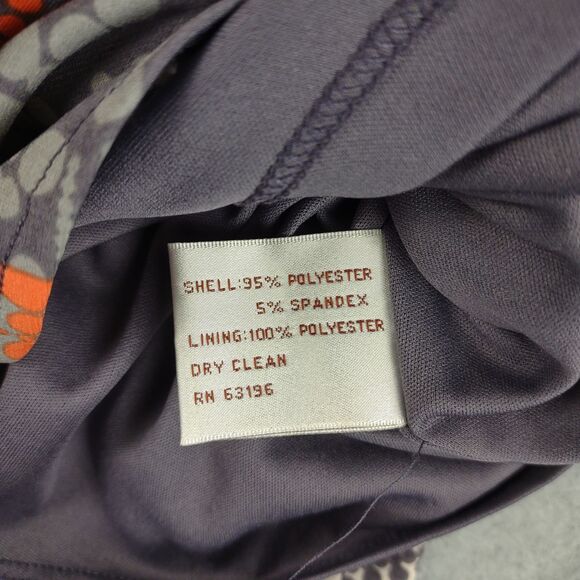 SHELL:95% POLYESTER
5% SPANDEX
LINING:100% POLYESTER
DRY CLEAN
RN 63196